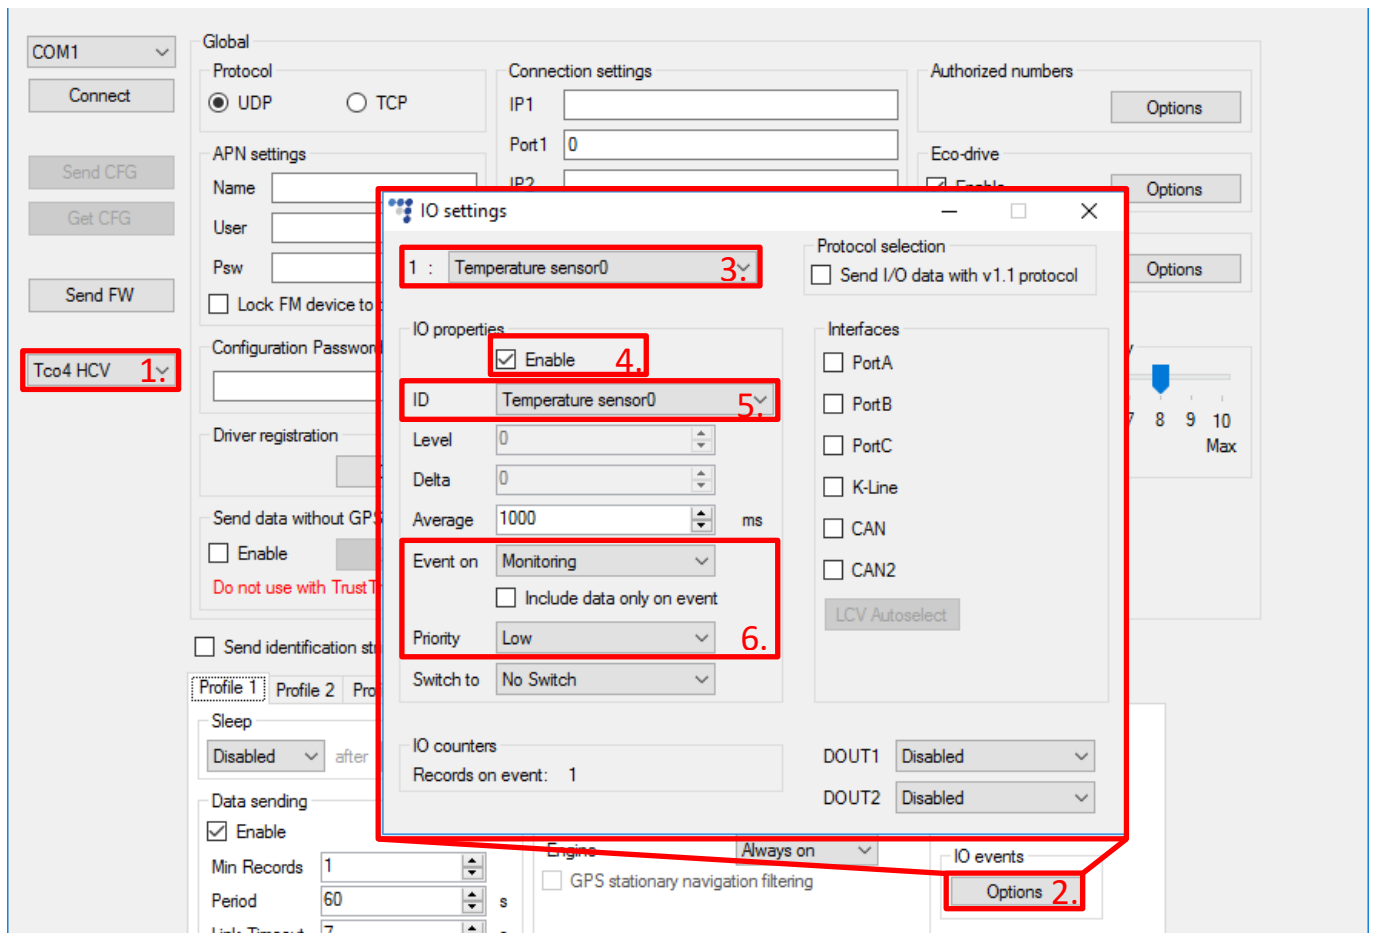 COM1
Connect
Send CFG
Get CFG
Send FW
Tco4 HCV 1.
Global
Protocol
UDP TCP
APN settings
Name
User
Psw
Lock FM device to
Configuration Password
Driver registration
Send data without GPS
Enable
Do not use with TrustT
Connection settings
IP1
Port1 0
IP2
Authorized numbers
Options
Eco-drive
Enable Options
Options
7 8 9 10
Max
IO settings
1 : Temperature sensor0 3.
Protocol selection
Send I/O data with v1.1 protocol
IO properties
Enable 4.
ID Temperature sensor0 5.
Level 0
Delta 0
Average 1000 ms
Event on Monitoring
Include data only on event
Priority Low 6.
Switch to No Switch
IO counters
Records on event: 1
Interfaces
PortA
PortB
PortC
K-Line
CAN
CAN2
LCV Autoselect
DOUT1 Disabled
DOUT2 Disabled
Send identification
Profile 1 Profile 2
Sleep
Disabled after
Data sending
Enable
Min Records 1
Period 60 s
Link Timeout 7
Engine Always on
GPS stationary navigation filtering
IO events
Options 2.